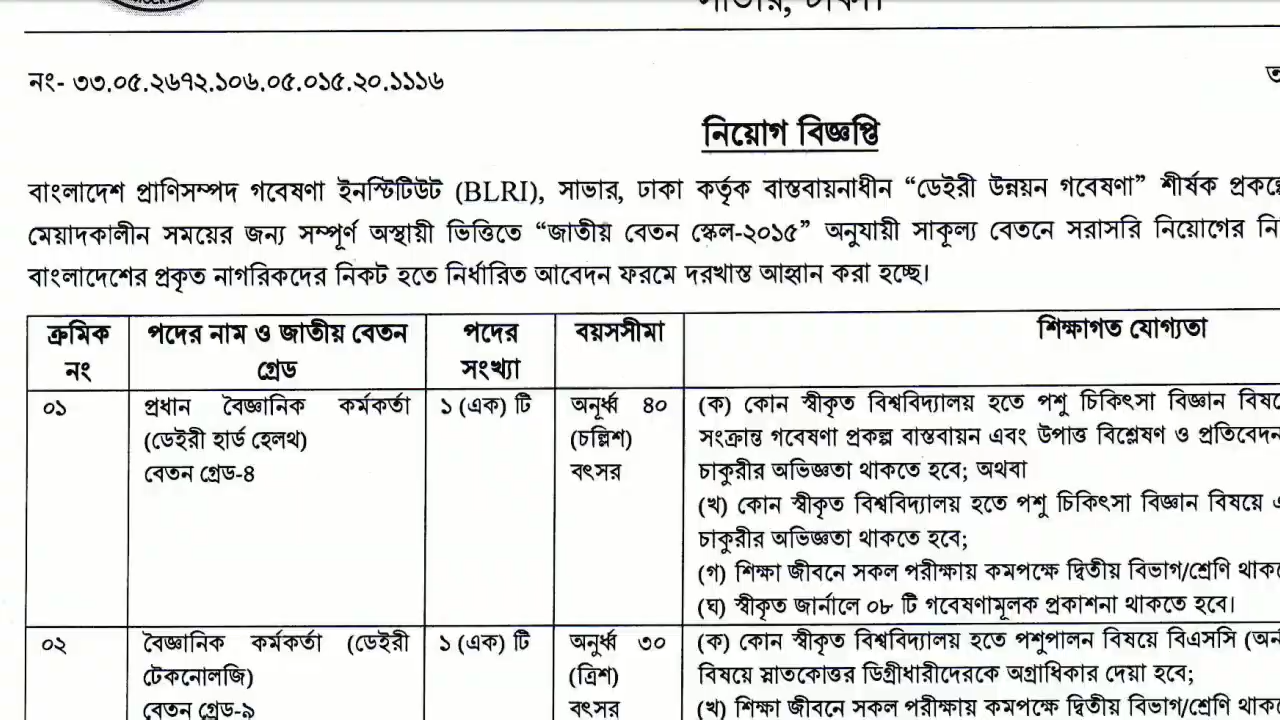 সাভার, ঢাকা।
নং- ৩৩.০৫.২৬৭২.১০৬.০৫.০১৫.২০.১১১৬
নিয়োগ বিজ্ঞপ্তি
বাংলাদেশ প্রাণিসম্পদ গবেষণা ইনস্টিটিউট (BLRI), সাভার, ঢাকা কর্তৃক বাস্তবায়নাধীন “ডেইরী উন্নয়ন গবেষণা” শীর্ষক
মেয়াদকালীন সময়ের জন্য সম্পূর্ণ অস্থায়ী ভিত্তিতে “জাতীয় বেতন স্কেল-২০১৫” অনুযায়ী সাকূল্য বেতনে সরাসরি নিয়োগের
বাংলাদেশের প্রকৃত নাগরিকদের নিকট হতে নির্ধারিত আবেদন ফরমে দরখাস্ত আহ্বান করা হচ্ছে।
ক্রমিক নং
পদের নাম ও জাতীয় বেতন গ্রেড
পদের সংখ্যা
বয়সসীমা
শিক্ষাগত যোগ্যতা
০১
প্রধান বৈজ্ঞানিক কর্মকর্তা
(ডেইরী হার্ড হেলথ)
বেতন গ্রেড-৪
১ (এক) টি
অনূর্ধ্ব ৪০
(চল্লিশ)
বৎসর
(ক) কোন স্বীকৃত বিশ্ববিদ্যালয় হতে পশু চিকিৎসা বিজ্ঞান
সংক্রান্ত গবেষণা প্রকল্প বাস্তবায়ন এবং উপাত্ত বিশ্লেষণ ও প্রতিবেদন
চাকুরীর অভিজ্ঞতা থাকতে হবে; অথবা
(খ) কোন স্বীকৃত বিশ্ববিদ্যালয় হতে পশু চিকিৎসা বিজ্ঞান বিষয়ে
চাকুরীর অভিজ্ঞতা থাকতে হবে;
(গ) শিক্ষা জীবনে সকল পরীক্ষায় কমপক্ষে দ্বিতীয় বিভাগ/শ্রেণি
(ঘ) স্বীকৃত জার্নালে ০৮ টি গবেষণামূলক প্রকাশনা থাকতে হবে।
০২
বৈজ্ঞানিক কর্মকর্তা (ডেইরী
টেকনোলজি)
বেতন গ্রেড-৯
১ (এক) টি
অনুর্ধ্ব ৩০
(ত্রিশ)
বৎসর
(ক) কোন স্বীকৃত বিশ্ববিদ্যালয় হতে পশুপালন বিষয়ে বিএসসি
বিষয়ে স্নাতকোত্তর ডিগ্রীধারীদেরকে অগ্রাধিকার দেয়া হবে;
(খ) শিক্ষা জীবনে সকল পরীক্ষায় কমপক্ষে দ্বিতীয় বিভাগ/শ্রেণি